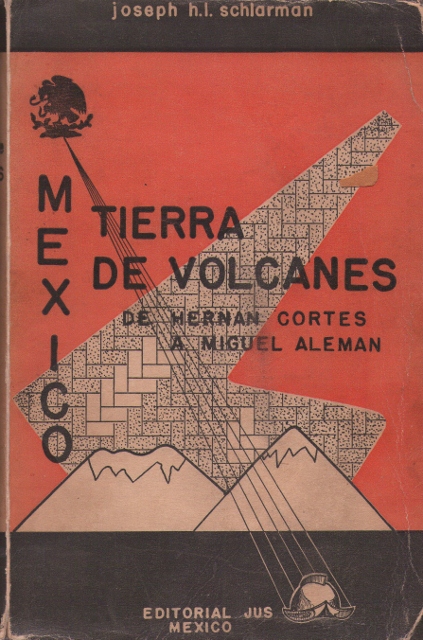 joseph h.l. schlarman
MEXICO
TIERRA
DE VOLCANES
DE HERNAN CORTES
A MIGUEL ALEMAN
EDITORIAL JUS
MEXICO